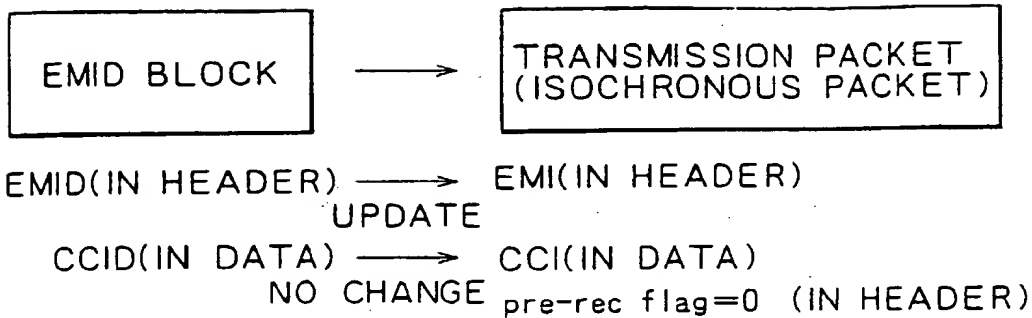 EMID BLOCK
TRANSMISSION PACKET
(ISOCHRONOUS PACKET)
EMID(IN HEADER) EMI(IN HEADER)
UPDATE
CCID(IN DATA) CCI(IN DATA)
NO CHANGE pre-rec flag=0 (IN HEADER)